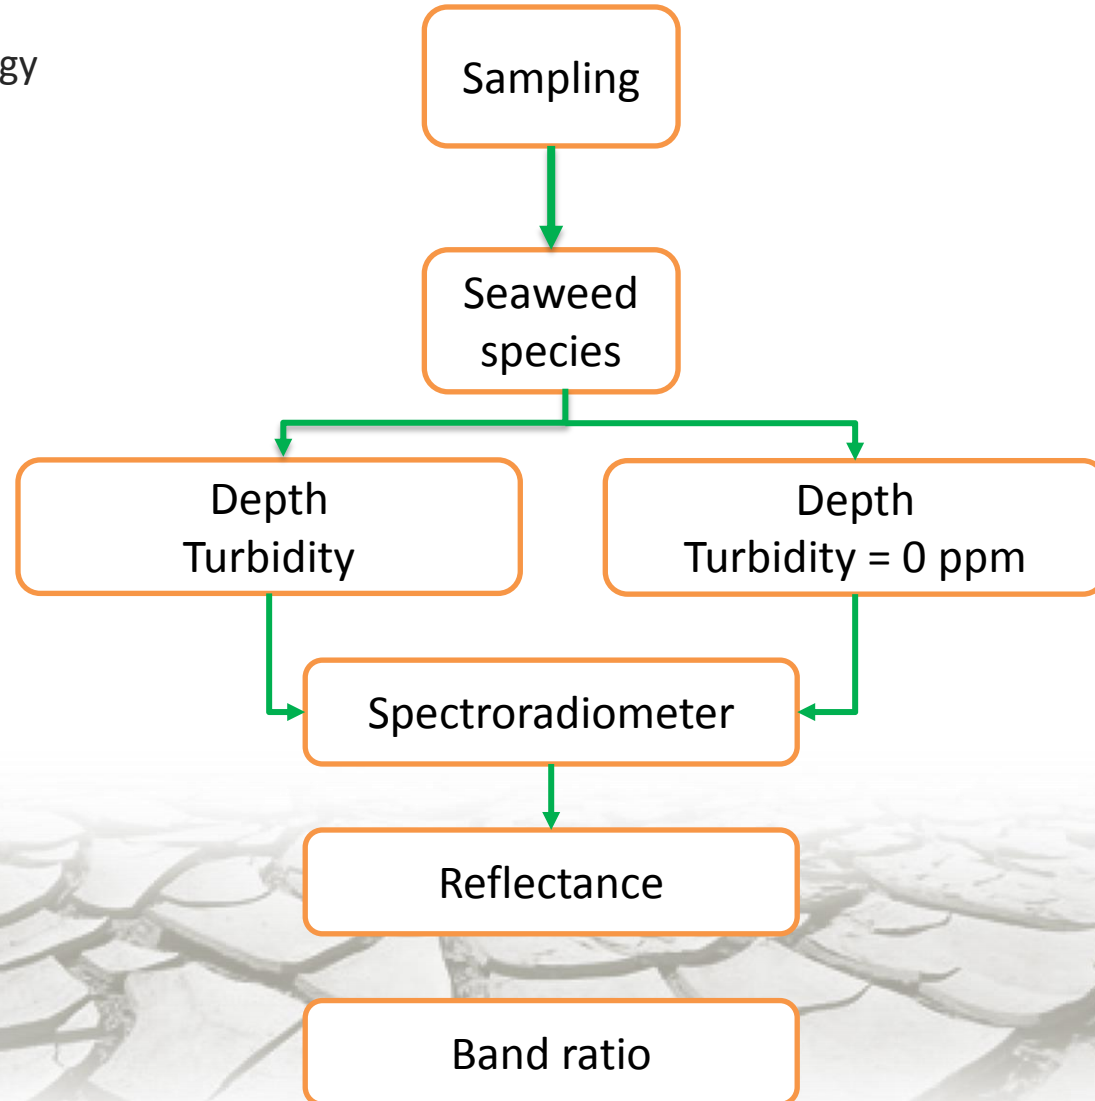 gy
Sampling
Seaweed
species
Depth
Turbidity
Depth
Turbidity = 0 ppm
Spectroradiometer
Reflectance
Band ratio